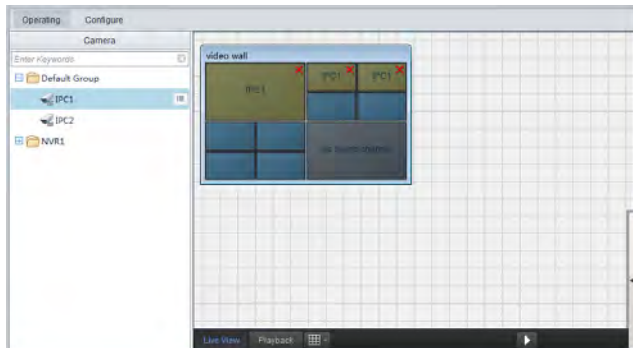 Operating Configure
Camera
Enter Keywords
video wall
Default Group
IPC1 IPC1 IPC1
IPC1
IPC2
NVR1
Live View Playback